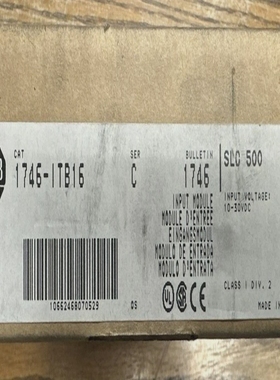 CAT
1746-ITB16
SER
C
BULLETIN
1746
SLC 500
INPUT MODULE
MODULE D'ENTREE
EINGANGSMODUL
MODULO DE ENTRADA
MODULO D'ENTRATA
INPUT VOLTAGE:
10-30VDC
10662468070529
DS
CLASS I DIV. 2
MADE IN